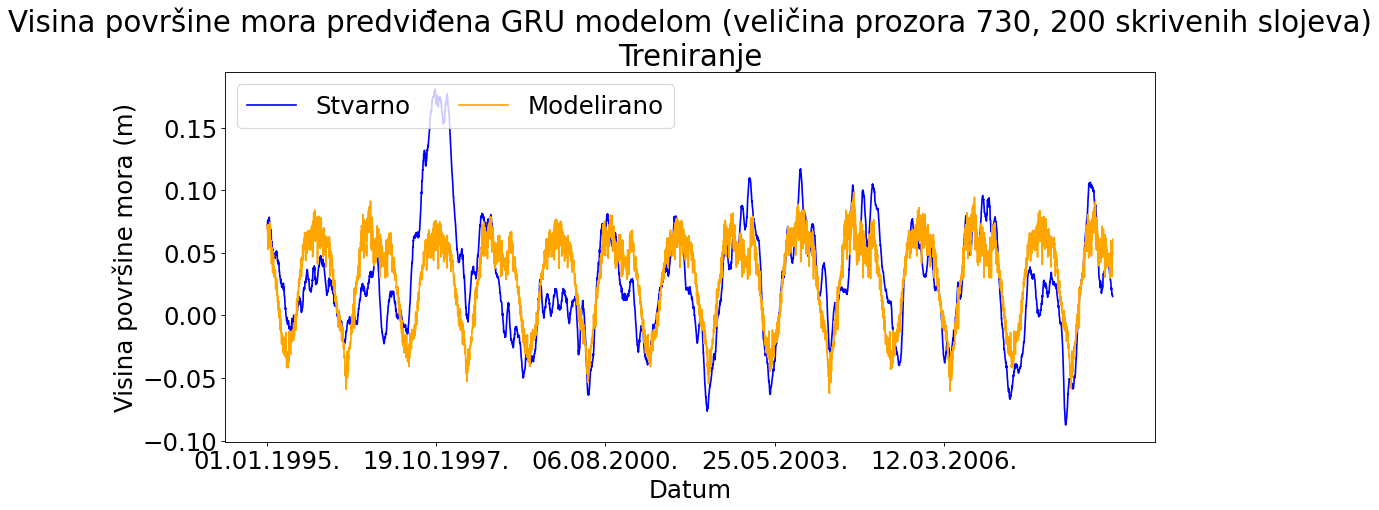 Visina površine mora predviđena GRU modelom (veličina prozora 730, 200 skrivenih slojeva)
Treniranje
Stvarno Modelirano
Visina površine mora (m)
0.15
0.10
0.05
0.00
−0.05
−0.10
01.01.1995. 19.10.1997. 06.08.2000. 25.05.2003. 12.03.2006.
Datum